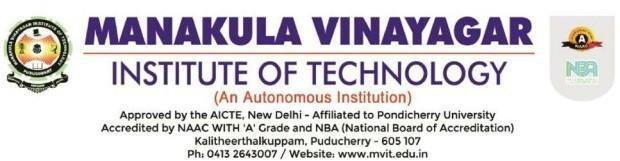 MANAKULA VINAYAGAR
INSTITUTE OF TECHNOLOGY
(An Autonomous Institution)
Approved by the AICTE, New Delhi - Affiliated to Pondicherry University
Accredited by NAAC WITH 'A' Grade and NBA (National Board of Accreditation)
Kalitheerthalkuppam, Puducherry - 605 107
Ph: 0413 2643007 / Website: www.mvit.edu.in
A
NAAC
NBA